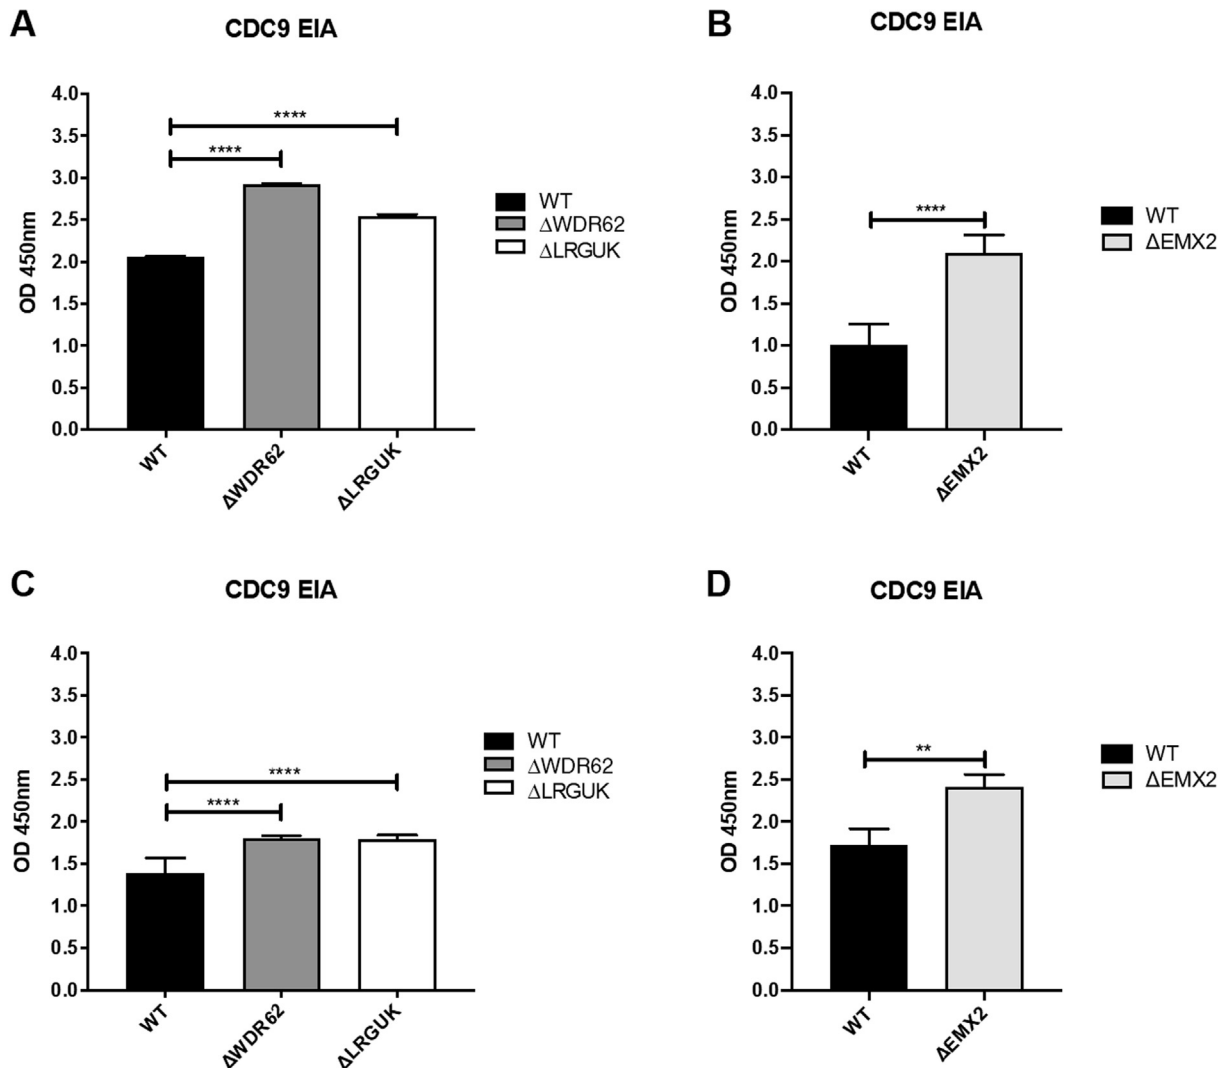 A
CDC9 EIA
4.0
3.5
3.0
2.5
2.0
1.5
1.0
0.5
0.0
OD 450nm
****
****
WT
ΔWDR62
ΔLRGUK
WT
ΔWDR62
ΔLRGUK
B
CDC9 EIA
4.0
3.5
3.0
2.5
2.0
1.5
1.0
0.5
0.0
OD 450nm
****
WT
ΔEMX2
WT
ΔEMX2
C
CDC9 EIA
4.0
3.5
3.0
2.5
2.0
1.5
1.0
0.5
0.0
OD 450nm
****
****
WT
ΔWDR62
ΔLRGUK
WT
ΔWDR62
ΔLRGUK
D
CDC9 EIA
4.0
3.5
3.0
2.5
2.0
1.5
1.0
0.5
0.0
OD 450nm
**
WT
ΔEMX2
WT
ΔEMX2